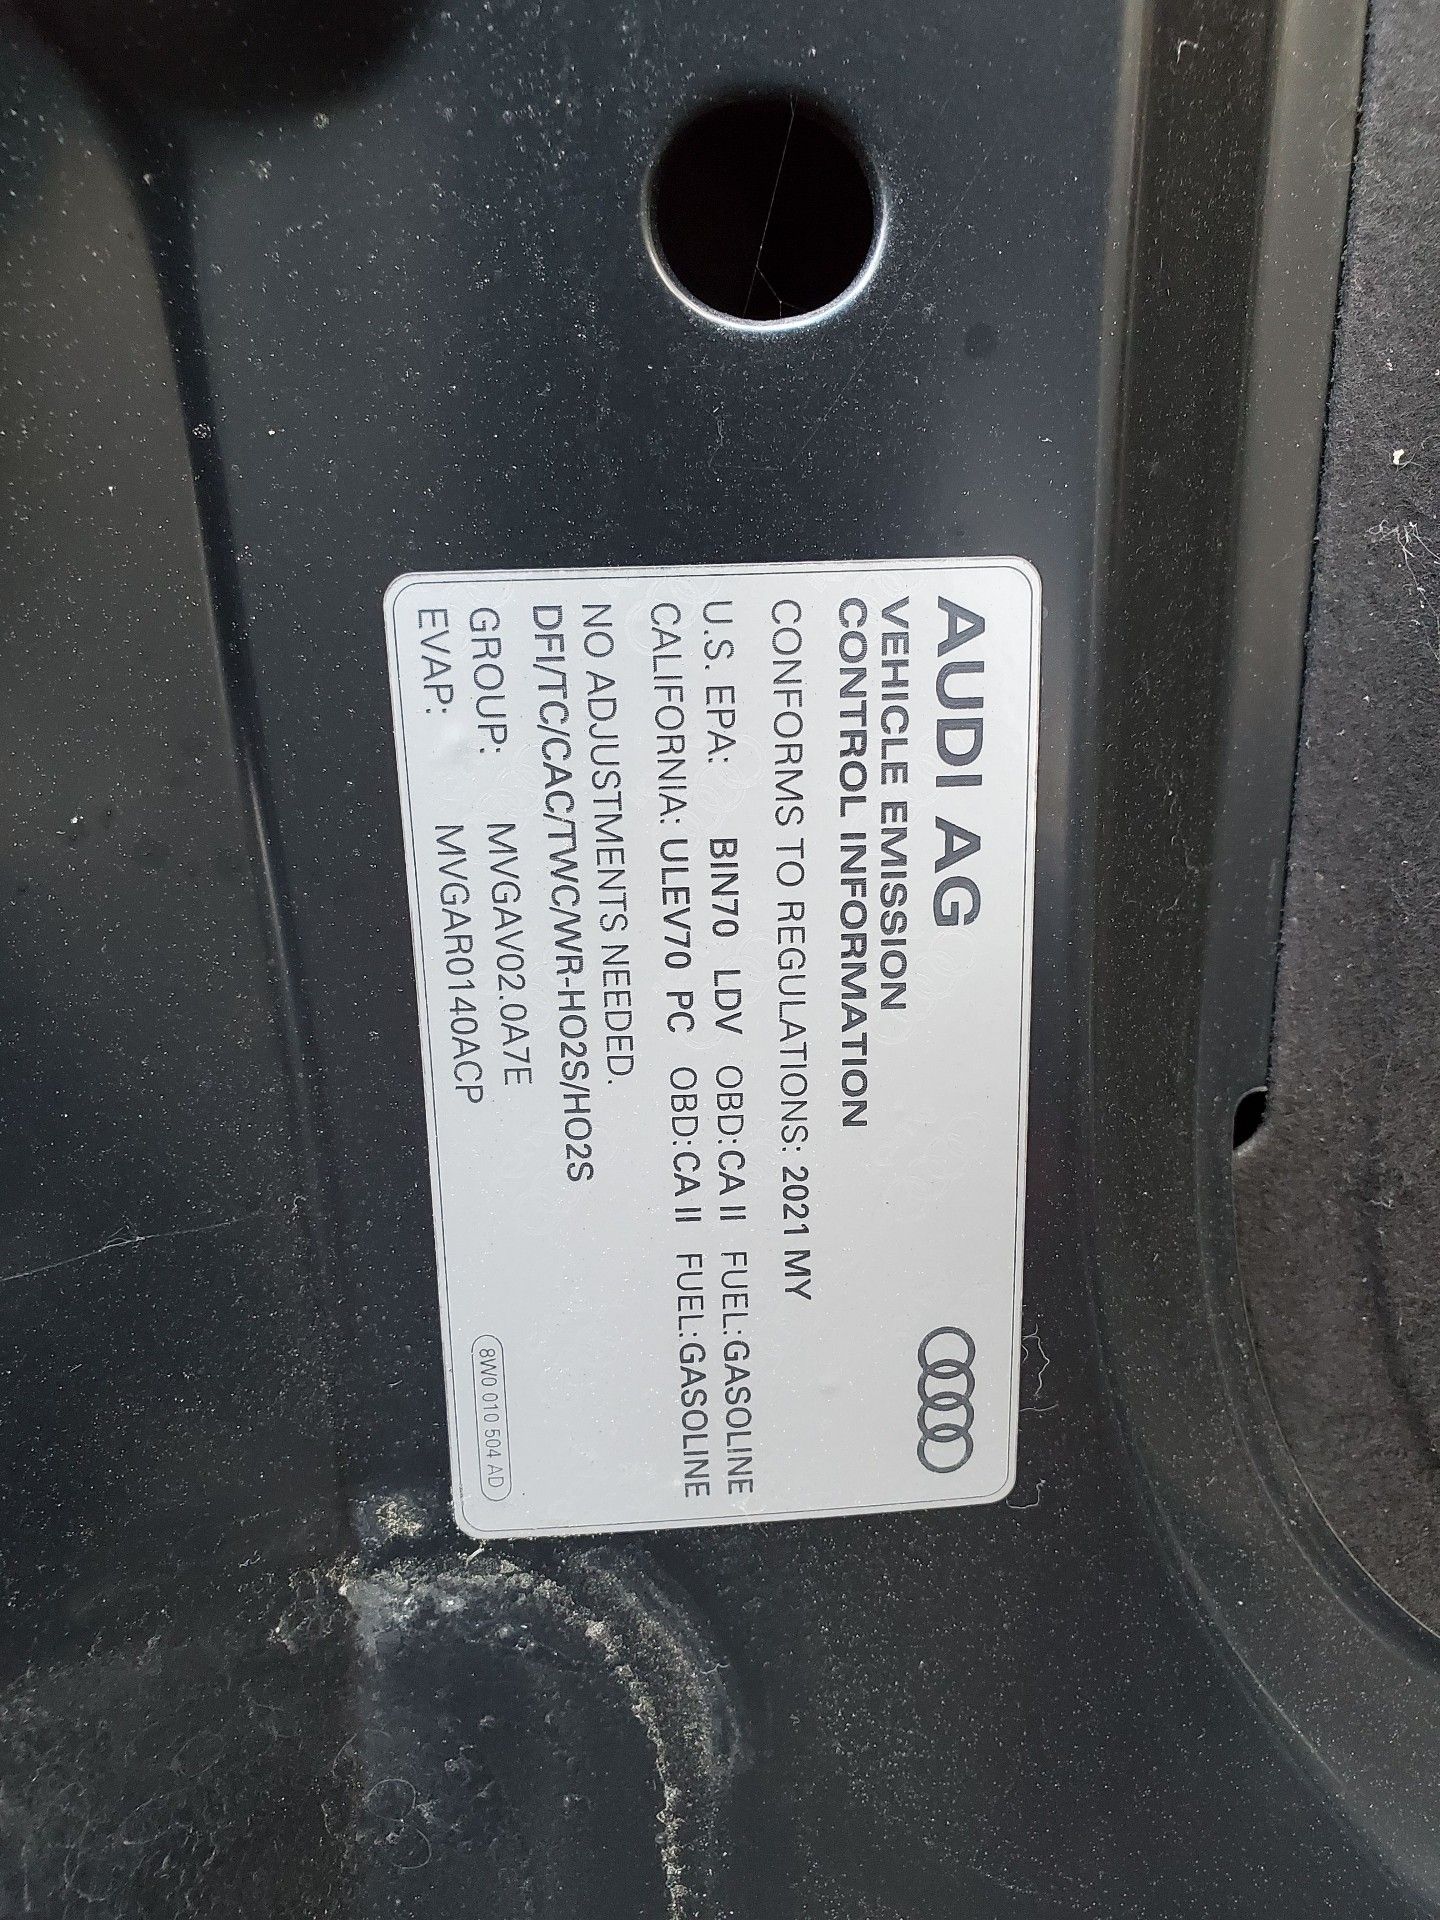 AUDI AG
VEHICLE EMISSION
CONTROL INFORMATION
CONFORMS TO REGULATIONS: 2021 MY
U.S. EPA: BIN70 LDV OBD:CA II FUEL:GASOLINE
CALIFORNIA: ULEV70 PC OBD:CA II FUEL:GASOLINE
NO ADJUSTMENTS NEEDED.
DFI/TC/CAC/TWC/WR-HO2S/HO2S
GROUP: MVGAV02.0A7E
EVAP: MVGAR0140ACP
8W0 010 504 AD